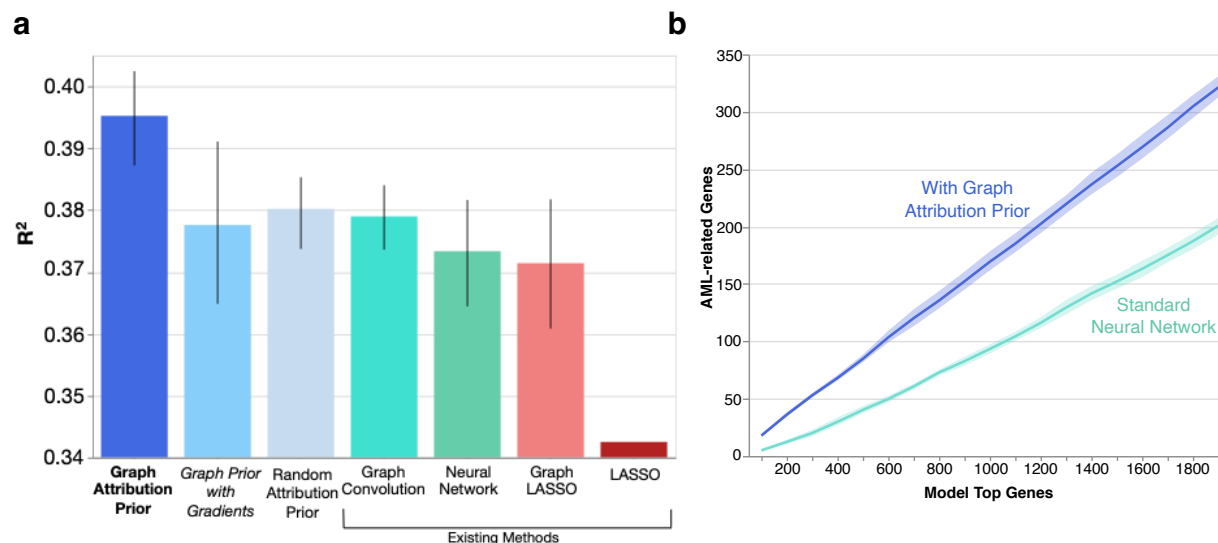 a
R²
0.40
0.39
0.38
0.37
0.36
0.35
0.34
Graph
Attribution
Prior
Graph Prior
with
Gradients
Random
Attribution
Prior
Graph
Convolution
Neural
Network
Graph
LASSO
LASSO
Existing Methods
b
AML-related Genes
350
300
250
200
150
100
50
0
With Graph
Attribution Prior
Standard
Neural Network
200 400 600 800 1000 1200 1400 1600 1800
Model Top Genes